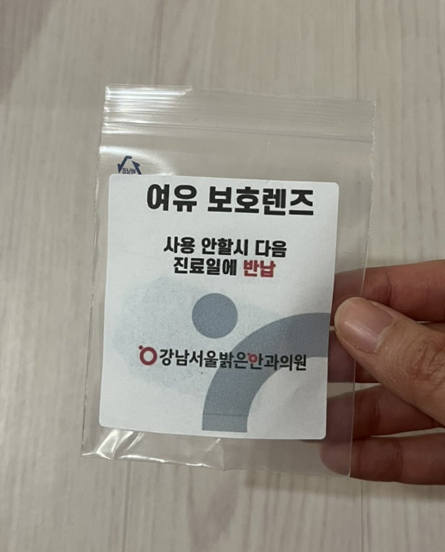 여유 보호렌즈
사용 안할시 다음
진료일에 반납
강남서울밝은안과의원